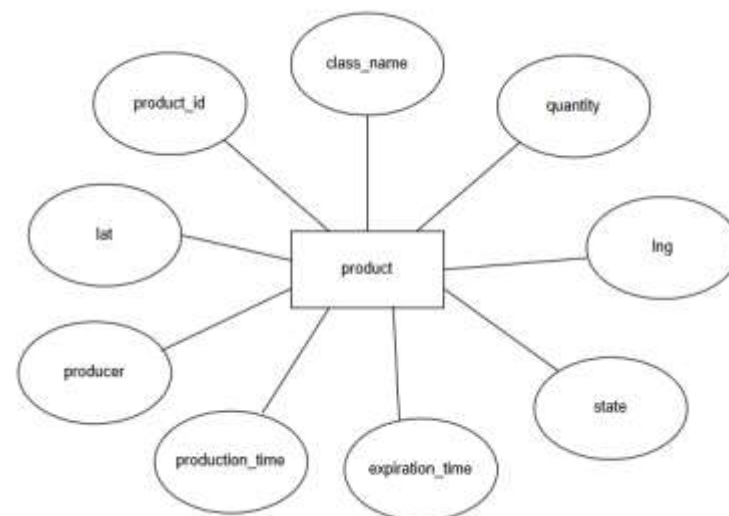 class_name
product_id
quantity
lat
lng
product
producer
state
production_time
expiration_time